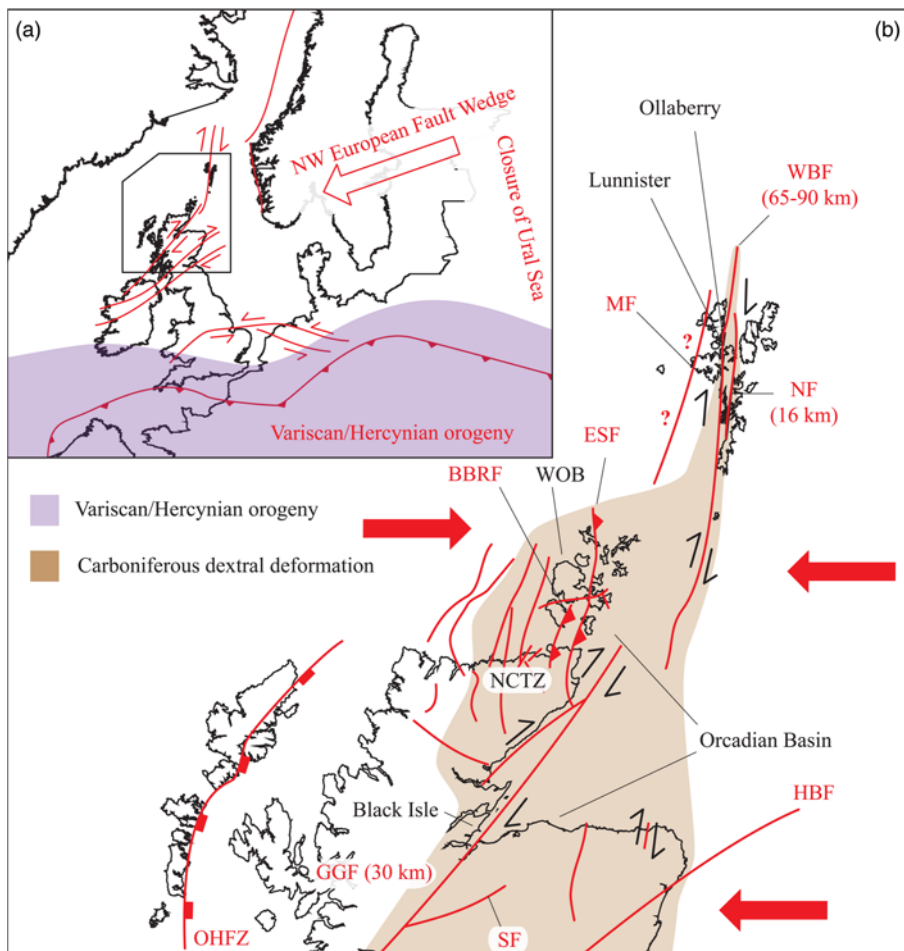 (a)
NW European Fault Wedge
Closure of Ural Sea
Variscan/Hercynian orogeny
Variscan/Hercynian orogeny
Carboniferous dextral deformation
(b)
Ollaberry
Lunnister
WBF
(65-90 km)
MF
?
NF
(16 km)
?
ESF
BBRF
WOB
NCTZ
Orcadian Basin
HBF
Black Isle
GGF (30 km)
OHFZ
SF